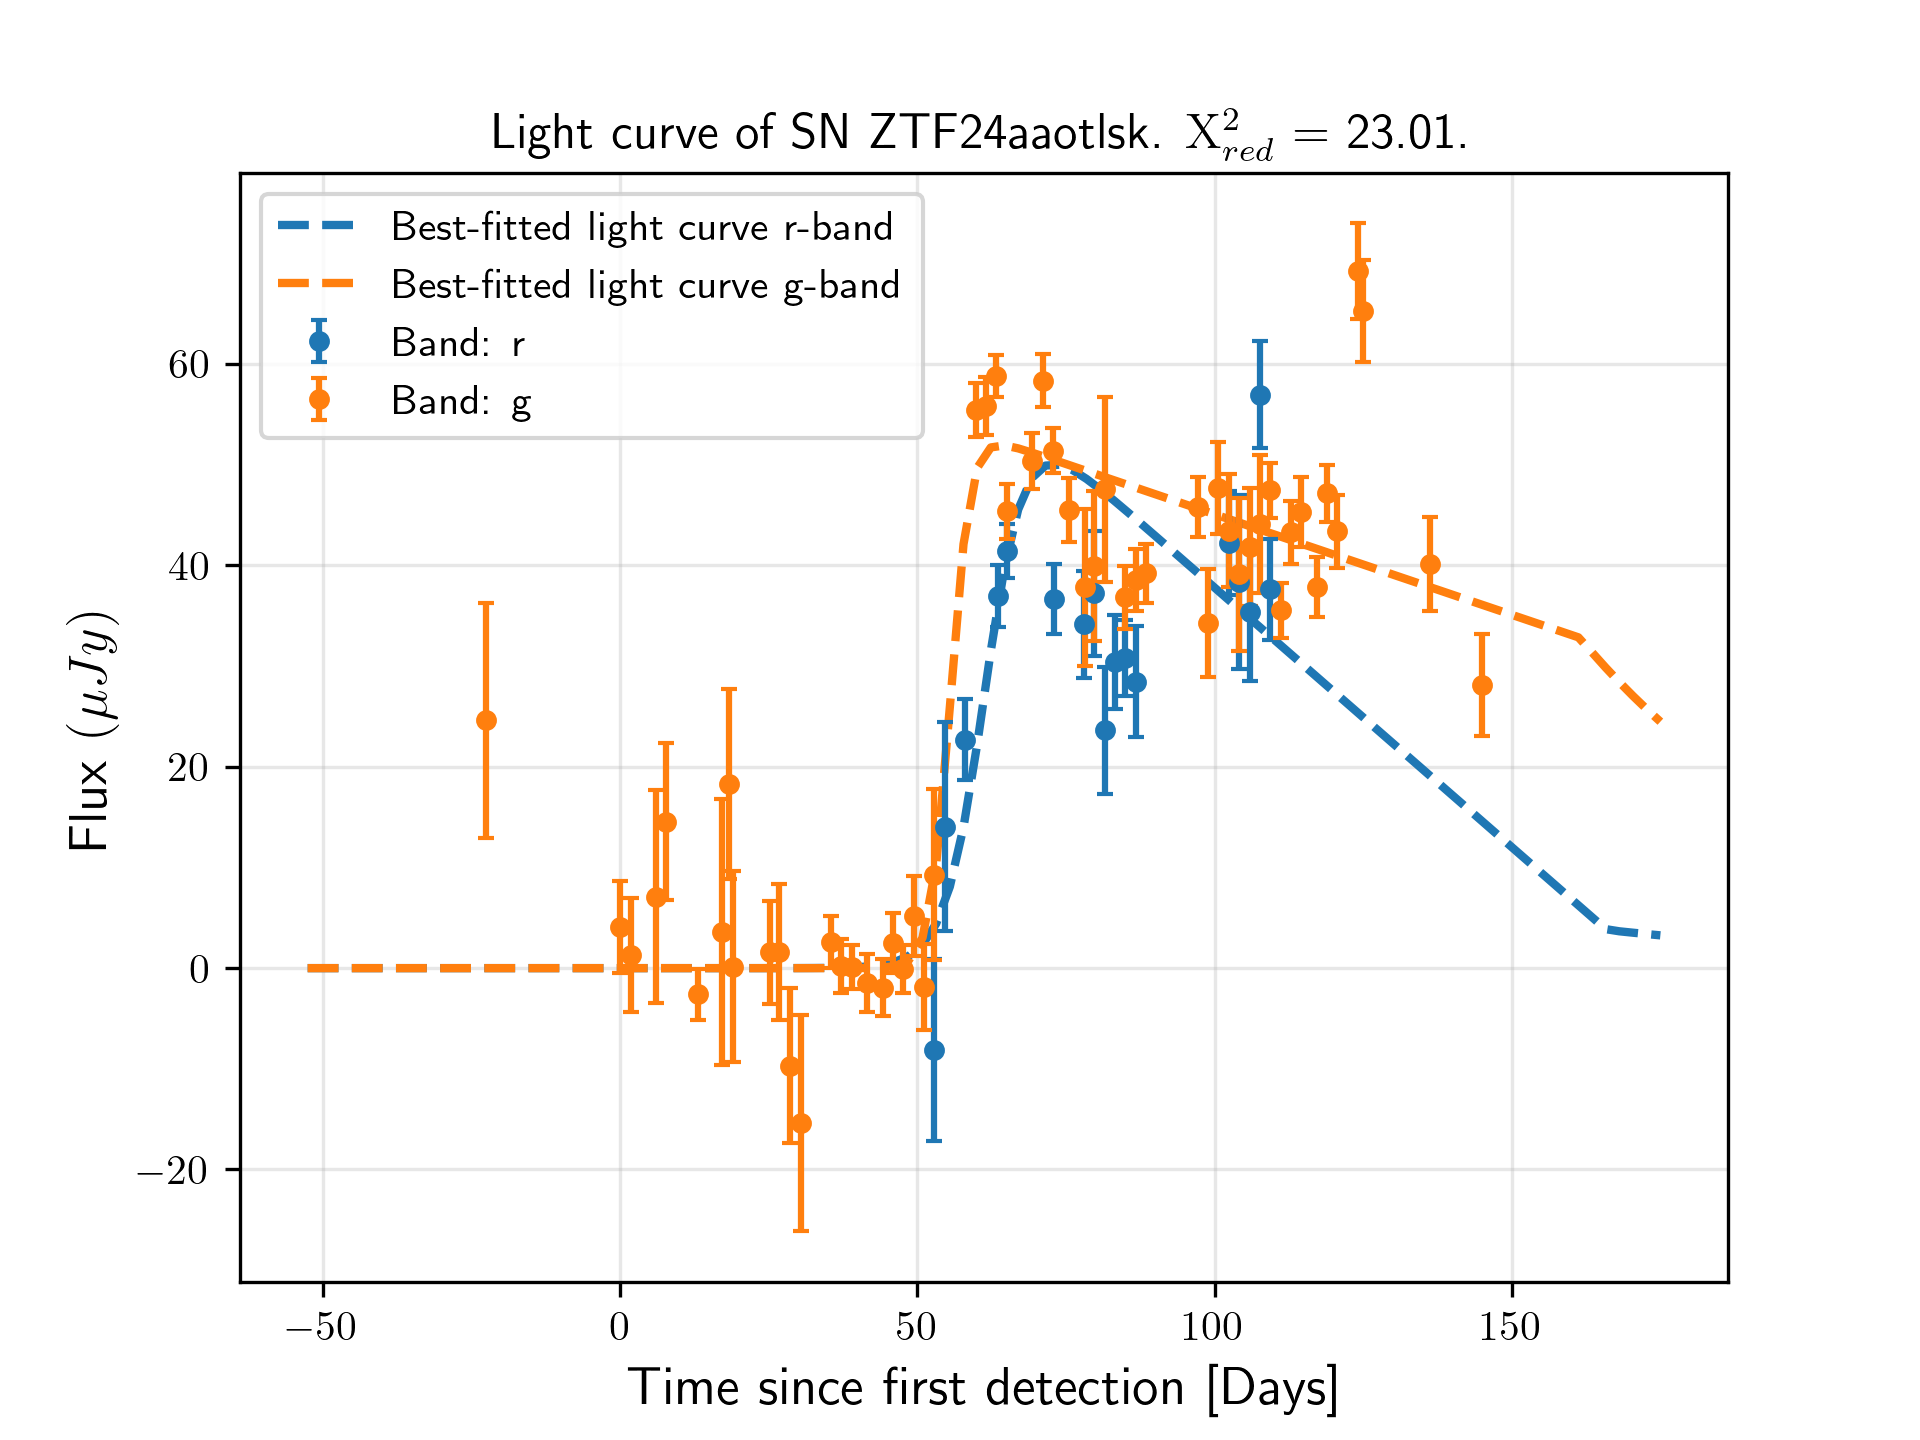 Light curve of SN ZTF24aaotlsk. X²_red = 23.01.
Best-fitted light curve r-band
Best-fitted light curve g-band
Band: r
Band: g
60
40
20
0
−20
Flux (μJy)
−50 0 50 100 150
Time since first detection [Days]